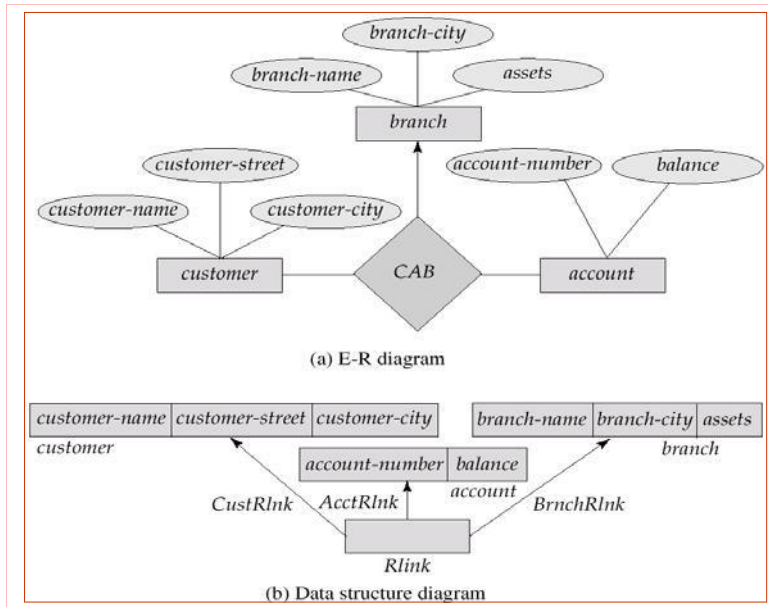 branch-city
branch-name
assets
branch
customer-street
account-number
balance
customer-name
customer-city
customer
CAB
account
(a) E-R diagram
customer-name customer-street customer-city
branch-name branch-city assets
customer
branch
account-number balance
account
CustRlnk
AcctRlnk
BrnchRlnk
Rlink
(b) Data structure diagram